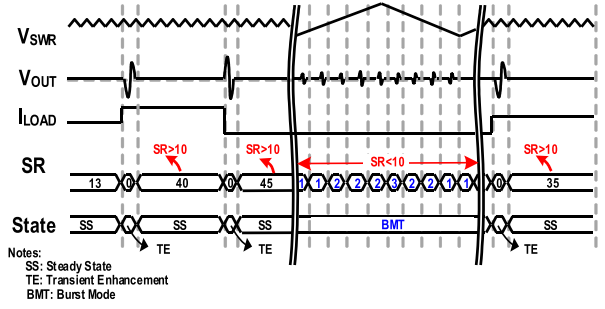 VSWR
VOUT
ILOAD
SR>10 SR>10 SR<10 SR>10
SR 13 0 40 0 45 1 1 2 2 2 3 2 2 1 1 0 35
State SS SS SS BMT SS
TE TE TE
Notes:
SS: Steady State
TE: Transient Enhancement
BMT: Burst Mode